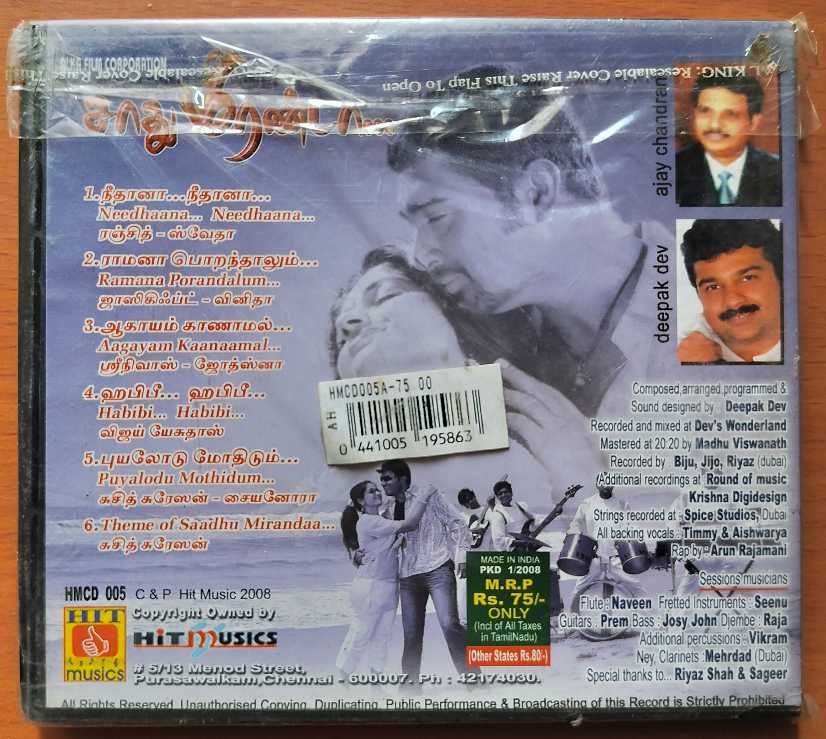 KING: Resealable Cover Raise This Flap To Open
FILM CORPORATION
சாது மிரண்டா
ajay chandran
deepak dev
1.நீதானா...நீதானா...
Needhaana... Needhaana...
ரஞ்சித் - ஸ்வேதா
2.ராமனா பொறந்தாலும்...
Ramana Porandalum...
ஜாஸிகிஃப்ட் - வினிதா
3.ஆகாயம் காணாமல்...
Aagayam Kaanaamal...
ஸ்ரீநிவாஸ் - ஜோத்ஸ்னா
4.ஹபிபீ... ஹபிபீ...
Habibi... Habibi...
விஜய் யேசுதாஸ்
5.புயலோடு மோதிடும்...
Puyalodu Mothidum...
சுசித்சுரேஸன் - சையனோரா
6.Theme of Saadhu Mirandaa...
சுசித்சுரேஸன்
HMCD005A-75 00
AH
0 441005 195863
Composed,arranged,programmed &
Sound designed by Deepak Dev
Recorded and mixed at Dev's Wonderland
Mastered at 20:20 by Madhu Viswanath
Recorded by Biju, Jijo, Riyaz (dubai)
Additional recordings at Round of music
Krishna Digidesign
Strings recorded at - Spice Studios, Dubai
All backing vocals : Timmy & Aishwarya
Rap by - Arun Rajamani
Sessions musicians
Flute : Naveen Fretted Instruments : Seenu
Guitars : Prem Bass : Josy John Djembe : Raja
Additional percussions : Vikram
Ney, Clarinets : Mehrdad (Dubai)
Special thanks to... Riyaz Shah & Sageer
MADE IN INDIA
PKD 1/2008
M.R.P
Rs. 75/-
ONLY
(Incl of All Taxes
in TamilNadu)
(Other States Rs.80/-)
HMCD 005 C & P Hit Music 2008
HIT
musics
Copyright Owned by
HiT MUSICS
# 5/13 Menod Street,
Purasawalkam,Chennai - 600007. Ph : 42174030.
All Rights Reserved. Unauthorised Copying, Duplicating, Public Performance & Broadcasting of this Record is Strictly Prohibited